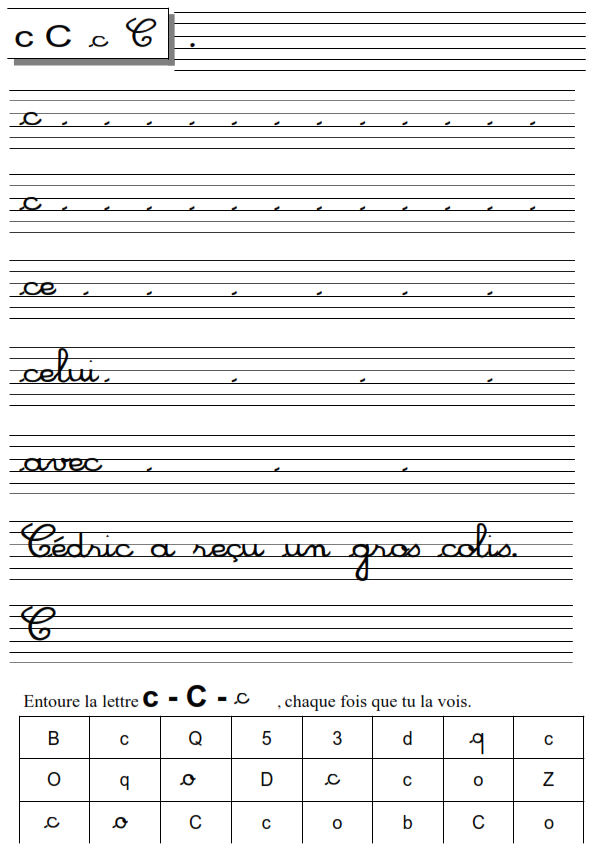 c C c C .
c
c
ce
celui
avec
Cédric a reçu un gros colis.
C
Entoure la lettre c - C - c , chaque fois que tu la vois.
B c Q 5 3 d q c
O q o D c c o Z
c o C c o b C o